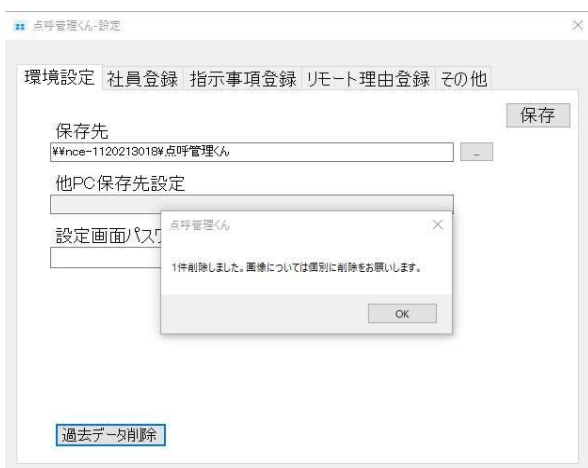 点呼管理くん-設定
環境設定 社員登録 指示事項登録 リモート理由登録 その他
保存
保存先
¥¥nce-1120213018¥点呼管理くん
...
他PC保存先設定
点呼管理くん
設定画面パスワ
1件削除しました。画像については個別に削除をお願いします。
OK
過去データ削除